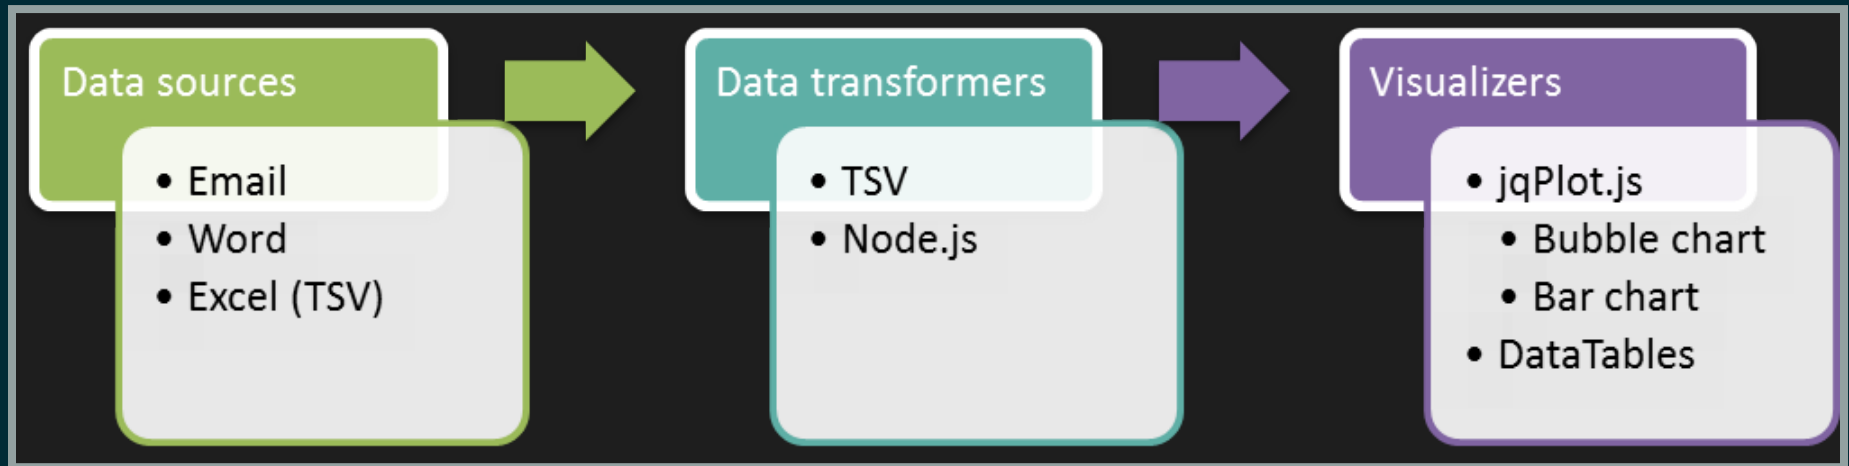 Data sources
• Email
• Word
• Excel (TSV)
Data transformers
• TSV
• Node.js
Visualizers
• jqPlot.js
• Bubble chart
• Bar chart
• DataTables